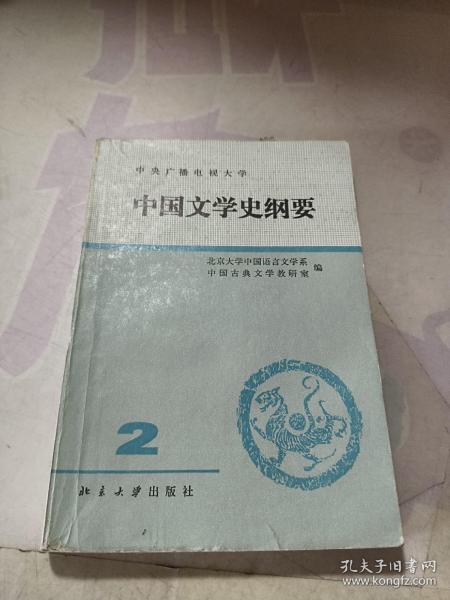 中央广播电视大学
中国文学史纲要
北京大学中国语言文学系
中国古典文学教研室
编
2
北京大学出版社
孔夫子旧书网
www.kongfz.com